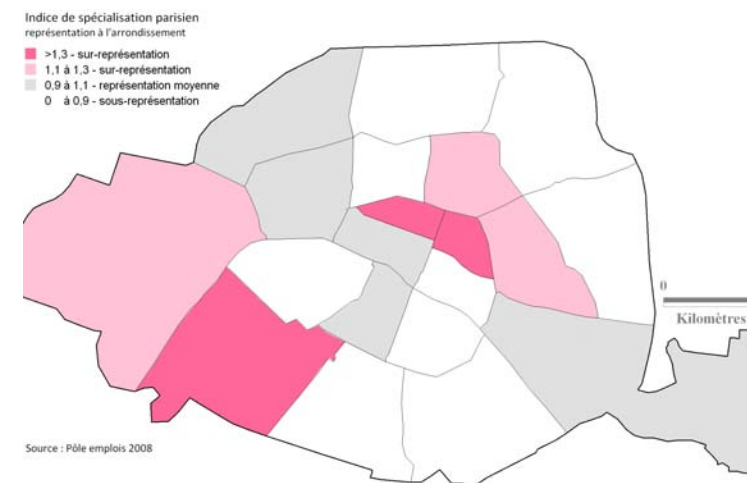 Indice de spécialisation parisien
représentation à l'arrondissement
>1,3 - sur-représentation
1,1 à 1,3 - sur-représentation
0,9 à 1,1 - représentation moyenne
0 à 0,9 - sous-représentation
0
Kilomètres
Source : Pôle emplois 2008